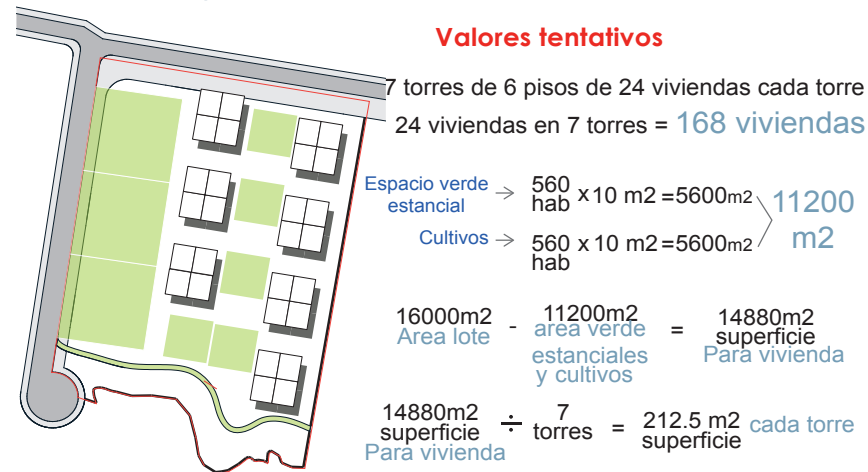 Valores tentativos
7 torres de 6 pisos de 24 viviendas cada torre
24 viviendas en 7 torres = 168 viviendas
Espacio verde estancial → 560 hab x 10 m2 = 5600m2
Cultivos → 560 hab x 10 m2 = 5600m2
11200 m2
16000m2 - 11200m2 = 14880m2
Area lote area verde superficie
estanciales Para vivienda
y cultivos
14880m2 ÷ 7 = 212.5 m2 cada torre
superficie torres superficie
Para vivienda